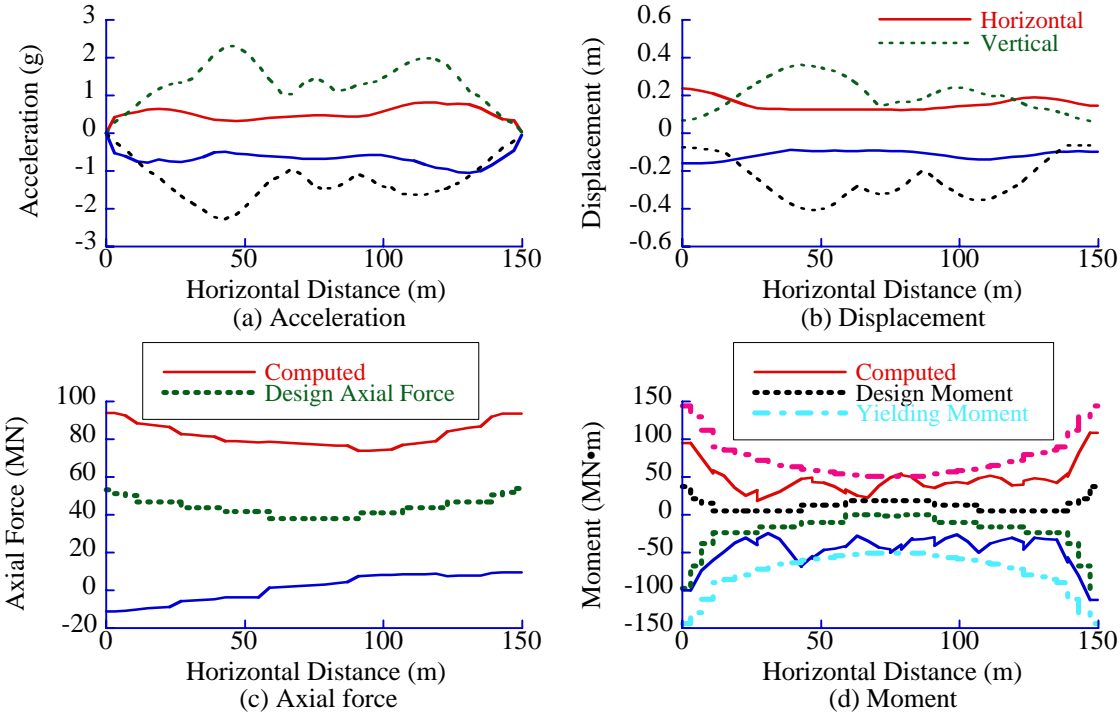 3
2
1
0
-1
-2
-3
0 50 100 150
Acceleration (g)
Horizontal Distance (m)
(a) Acceleration
0.6
0.4
0.2
0
-0.2
-0.4
-0.6
0 50 100 150
Displacement (m)
Horizontal
Vertical
Horizontal Distance (m)
(b) Displacement
Computed
Design Axial Force
100
80
60
40
20
0
-20
0 50 100 150
Axial Force (MN)
Horizontal Distance (m)
(c) Axial force
Computed
Design Moment
Yielding Moment
150
100
50
0
-50
-100
-150
0 50 100 150
Moment (MN•m)
Horizontal Distance (m)
(d) Moment